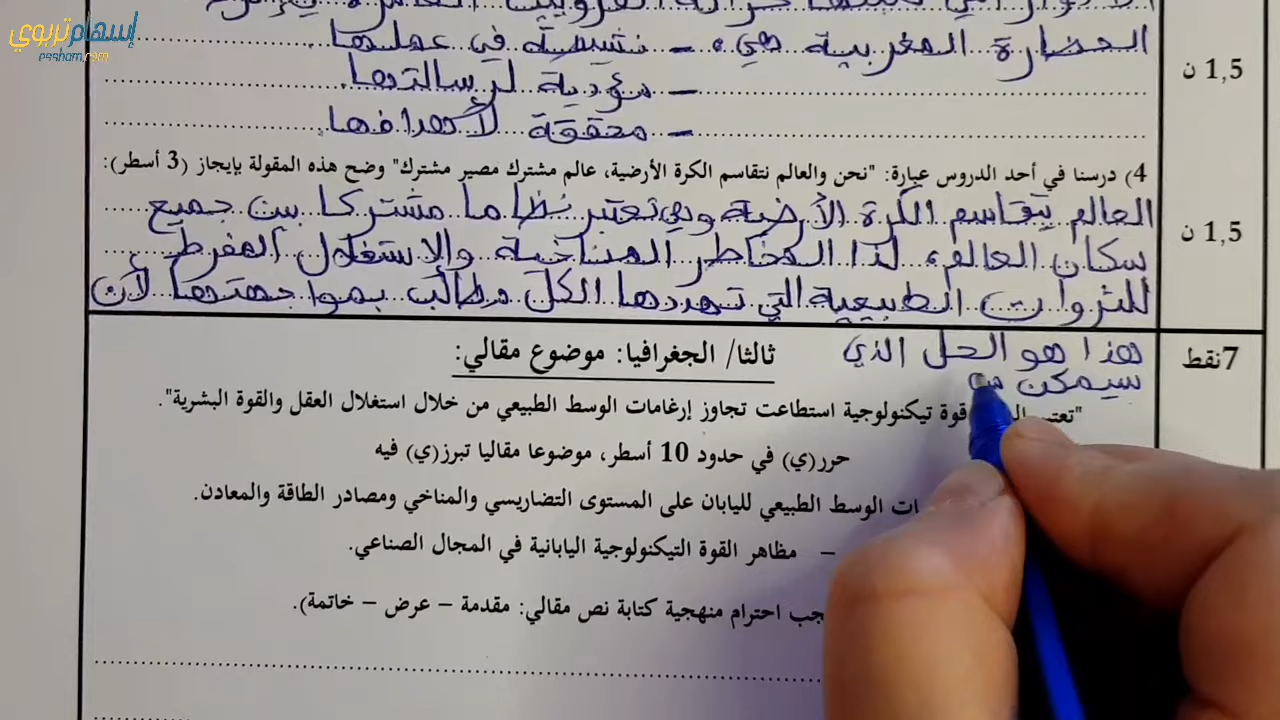 إسهام تربوي
essham.com
الحضارة المغربية هي: - نشيطة في عملها.
1,5 ن
- مؤدية لرسالتها.
- محققة لأهدافها.
4) درسنا في أحد الدروس عبارة: "نحن والعالم نتقاسم الكرة الأرضية، عالم مشترك مصير مشترك" وضح هذه المقولة بإيجاز (3 أسطر):
العالم يتقاسم الكرة الأرضية وهي تعتبر نظاما مشتركا بين جميع
1,5 ن
سكان العالم، لذا المخاطر المناخية والاستغلال المفرط
للثروات الطبيعية التي تهددها الكل مطالب بمواجهتها لأن
هذا هو الحل الذي
سيمكن من
7نقط
ثالثا/ الجغرافيا: موضوع مقالي:
"تعتبر قوة تيكنولوجية استطاعت تجاوز إرغامات الوسط الطبيعي من خلال استغلال العقل والقوة البشرية".
حرر(ي) في حدود 10 أسطر، موضوعا مقاليا تبرز(ي) فيه
ات الوسط الطبيعي لليابان على المستوى التضاريسي والمناخي ومصادر الطاقة والمعادن.
- مظاهر القوة التيكنولوجية اليابانية في المجال الصناعي.
جب احترام منهجية كتابة نص مقالي: مقدمة - عرض - خاتمة).